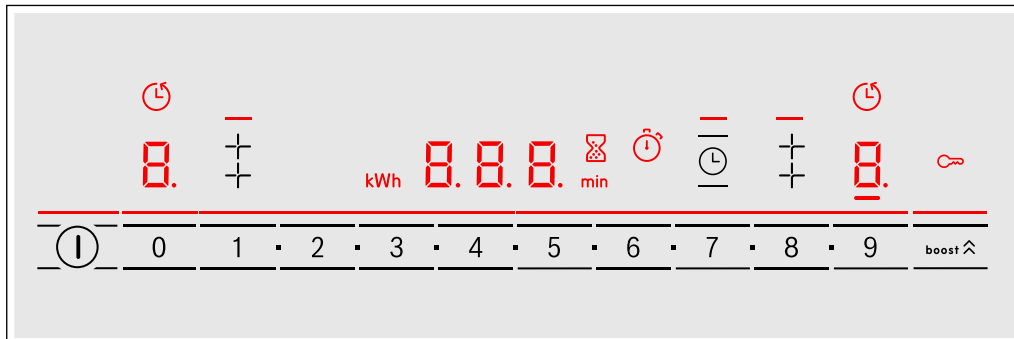 8. kWh 8.8.8. min 8.
0 1 · 2 · 3 · 4 · 5 · 6 · 7 · 8 · 9 boost